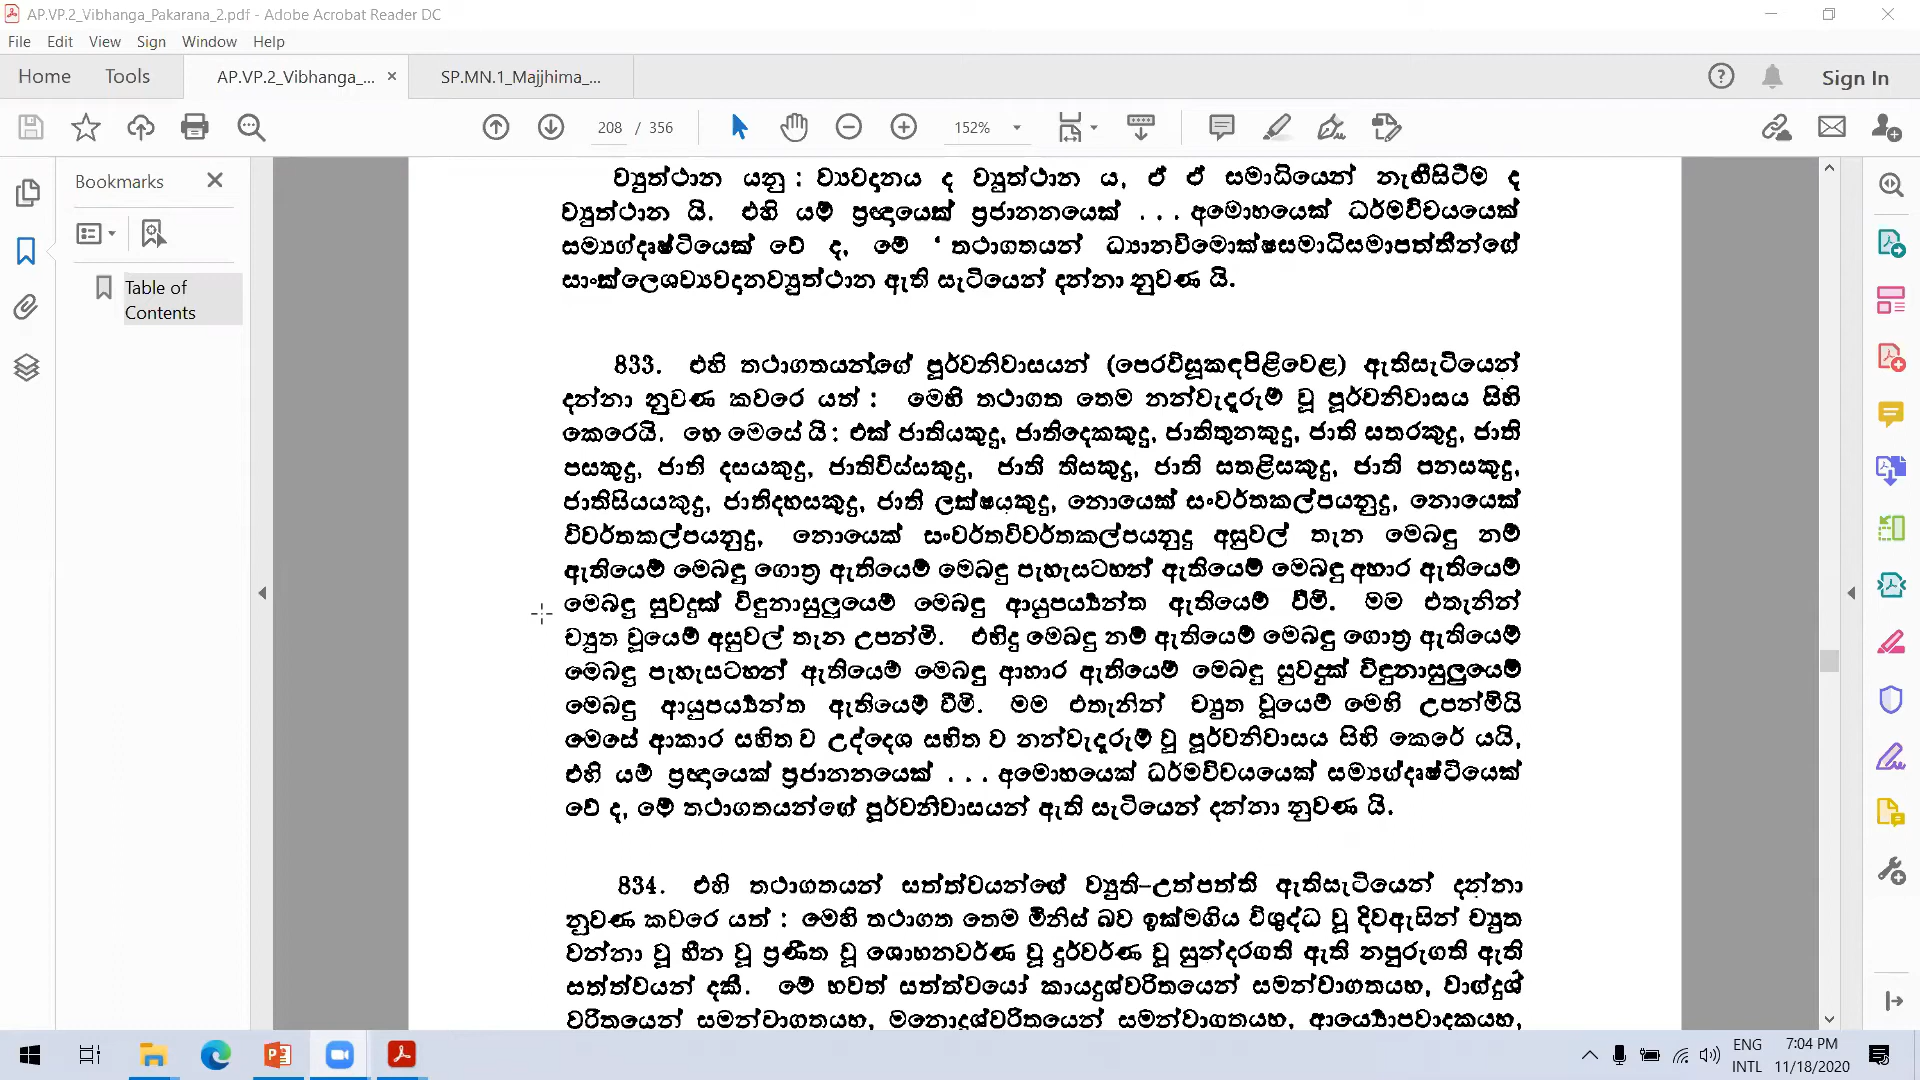 AP.VP.2_Vibhanga_Pakarana_2.pdf - Adobe Acrobat Reader DC
File Edit View Sign Window Help
Home Tools AP.VP.2_Vibhanga_... SP.MN.1_Majjhima_... Sign In
208 / 356 152%
Bookmarks
Table of
Contents
ව්‍යුත්ථාන යනු : ව්‍යවදානය ද ව්‍යුත්ථාන ය, ඒ ඒ සමාධියෙන් නැඟීසිටීම ද
ව්‍යුත්ථාන යි. එහි යම් ප්‍රඥායෙක් ප්‍රජානනයෙක් . . . අමොහයෙක් ධර්මවිචයයෙක්
සම්‍යග්දෘෂ්ටියෙක් වේ ද, මේ ‘ තථාගතයන් ධ්‍යානවිමොක්ෂසමාධිසමාපත්තීන්ගේ
සාංක්ලෙශව්‍යවදානව්‍යුත්ථාන ඇති සැටියෙන් දන්නා නුවණ යි.
833. එහි තථාගතයන්ගේ පූර්වනිවාසයන් (පෙරවිසූකඳපිළිවෙළ) ඇතිසැටියෙන්
දන්නා නුවණ කවරෙ යත් : මෙහි තථාගත තෙම නන්වැදෑරුම් වූ පූර්වනිවාසය සිහි
කෙරෙයි. හෙ මෙසේ යි : එක් ජාතියකුදු, ජාතිදෙකකුදු, ජාතිතුනකුදු, ජාති සතරකුදු, ජාති
පසකුදු, ජාති දසයකුදු, ජාතිවිස්සකුදු, ජාති තිසකුදු, ජාති සතළිසකුදු, ජාති පනසකුදු,
ජාතිසියයකුදු, ජාතිදහසකුදු, ජාති ලක්ෂයකුදු, නොයෙක් සංවර්තකල්පයනුදු, නොයෙක්
විවර්තකල්පයනුදු, නොයෙක් සංවර්තවිවර්තකල්පයනුදු අසුවල් තැන මෙබඳු නම්
ඇතියෙම් මෙබඳු ගොත්‍ර ඇතියෙම් මෙබඳු පැහැසටහන් ඇතියෙම් මෙබඳු අහාර ඇතියෙම්
මෙබඳු සුවදුක් විඳුනාසුලුයෙම් මෙබඳු ආයුපර්‍ය්‍යන්ත ඇතියෙම් වීමි. මම එතැනින්
ච්‍යුත වූයෙම් අසුවල් තැන උපන්මි. එහිදු මෙබඳු නම් ඇතියෙම් මෙබඳු ගොත්‍ර ඇතියෙම්
මෙබඳු පැහැසටහන් ඇතියෙම් මෙබඳු ආහාර ඇතියෙම් මෙබඳු සුවදුක් විඳුනාසුලුයෙම්
මෙබඳු ආයුපර්‍ය්‍යන්ත ඇතියෙම් වීමි. මම එතැනින් ච්‍යුත වූයෙම් මෙහි උපන්මියි
මෙසේ ආකාර සහිත ව උද්දෙශ සහිත ව නන්වැදෑරුම් වූ පූර්වනිවාසය සිහි කෙරේ යයි,
එහි යම් ප්‍රඥායෙක් ප්‍රජානනයෙක් . . . අමොහයෙක් ධර්මවිචයයෙක් සම්‍යග්දෘෂ්ටියෙක්
වේ ද, මේ තථාගතයන්ගේ පූර්වනිවාසයන් ඇති සැටියෙන් දන්නා නුවණ යි.
834. එහි තථාගතයන් සත්ත්වයන්ගේ ච්‍යුති-උත්පත්ති ඇතිසැටියෙන් දන්නා
නුවණ කවරෙ යත් : මෙහි තථාගත තෙම මිනිස් බව ඉක්මගිය විශුද්ධ වූ දිවඇසින් ච්‍යුත
වන්නා වූ හීන වූ ප්‍රණීත වූ ශොභනවර්ණ වූ දුර්වර්ණ වූ සුන්දරගති ඇති නපුරුගති ඇති
සත්ත්වයන් දකී. මේ භවත් සත්ත්වයෝ කායදුශ්චරිතයෙන් සමන්වාගතයහ, වාග්දුශ්
චරිතයෙන් සමන්වාගතයහ, මනොදුශ්චරිතයෙන් සමන්වාගතයහ, ආර්‍ය්‍යොපවාදකයහ,
ENG 7:04 PM
INTL 11/18/2020